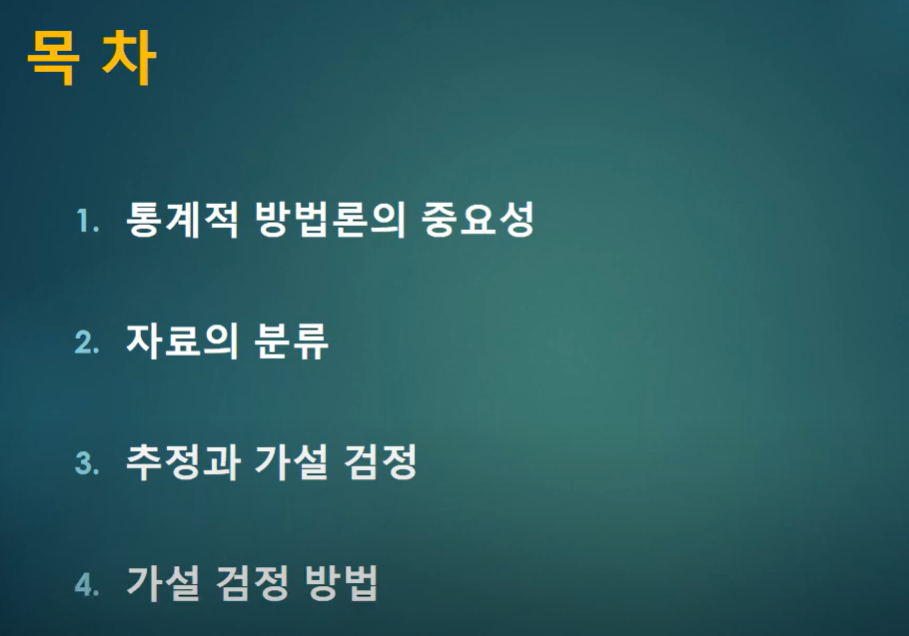 목 차
1. 통계적 방법론의 중요성
2. 자료의 분류
3. 추정과 가설 검정
4. 가설 검정 방법